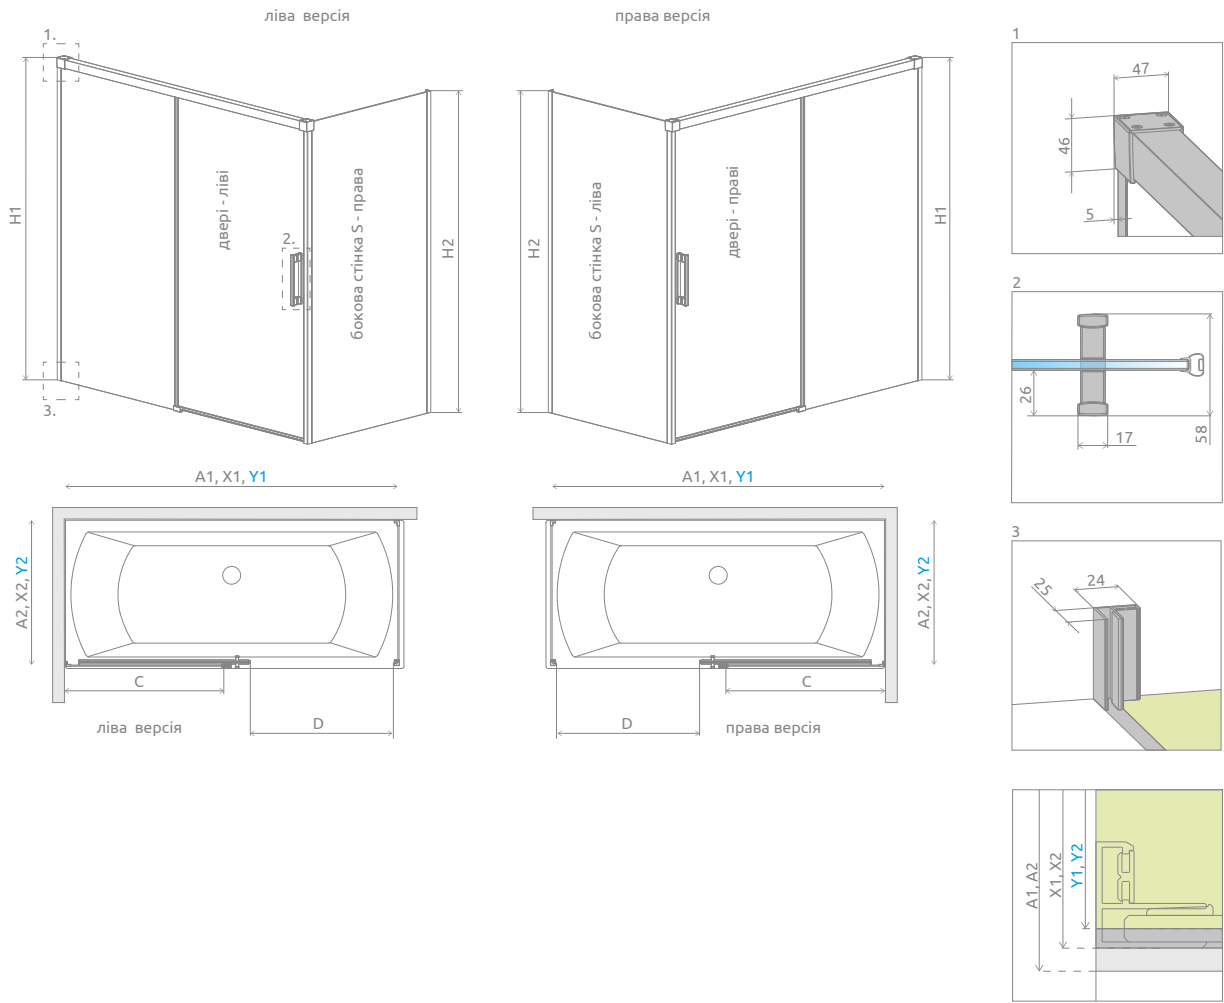 ліва версія
права версія
1.
H1
двері - ліві
2.
бокова стінка S - права
H2
3.
H2
бокова стінка S - ліва
двері - праві
H1
1
47
46
5
2
26
17
58
A1, X1, Y1
A2, X2, Y2
C
D
ліва версія
A1, X1, Y1
A2, X2, Y2
D
C
права версія
3
25
24
A1, A2
X1, X2
Y1, Y2